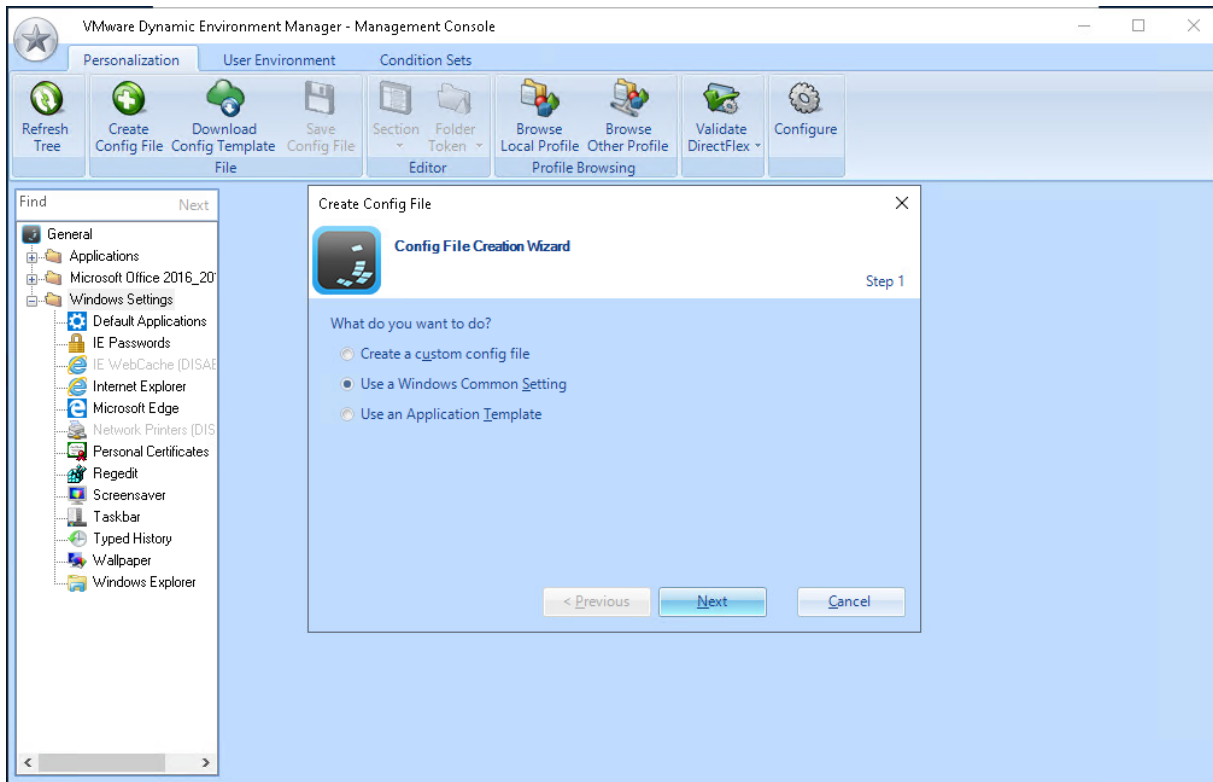 VMware Dynamic Environment Manager - Management Console
Personalization User Environment Condition Sets
Refresh Tree
Create Config File
Download Config Template
Save Config File
File
Section
Folder Token
Editor
Browse Local Profile
Browse Other Profile
Profile Browsing
Validate DirectFlex
Configure
Find Next
General
Applications
Microsoft Office 2016_20
Windows Settings
Default Applications
IE Passwords
IE WebCache (DISAE
Internet Explorer
Microsoft Edge
Network Printers (DIS
Personal Certificates
Regedit
Screensaver
Taskbar
Typed History
Wallpaper
Windows Explorer
Create Config File
Config File Creation Wizard
Step 1
What do you want to do?
Create a custom config file
Use a Windows Common Setting
Use an Application Template
< Previous Next Cancel